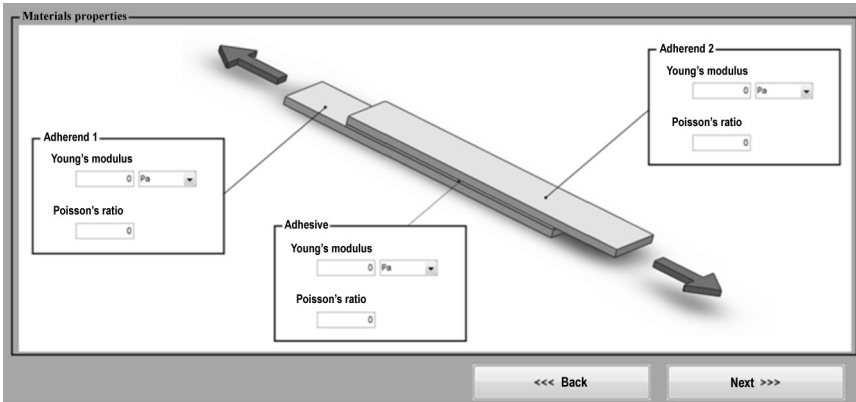 Materials properties
Adherend 2
Young's modulus
0 Pa
Poisson's ratio
0
Adherend 1
Young's modulus
0 Pa
Poisson's ratio
0
Adhesive
Young's modulus
0 Pa
Poisson's ratio
0
<<< Back
Next >>>